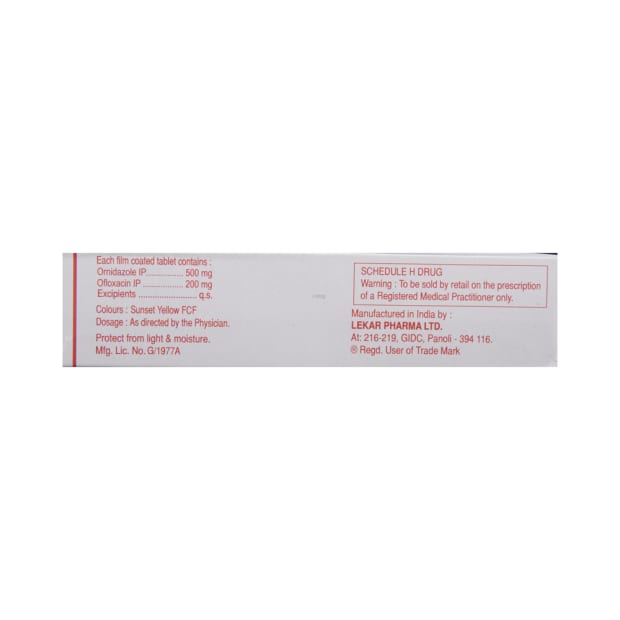 Each film coated tablet contains :
Ornidazole IP................ 500 mg
Ofloxacin IP ................. 200 mg
Excipients ........................ q.s.
Colours : Sunset Yellow FCF
Dosage : As directed by the Physician.
Protect from light & moisture.
Mfg. Lic. No. G/1977A
SCHEDULE H DRUG
Warning : To be sold by retail on the prescription
of a Registered Medical Practitioner only.
Manufactured in India by :
LEKAR PHARMA LTD.
At: 216-219, GIDC, Panoli - 394 116.
® Regd. User of Trade Mark